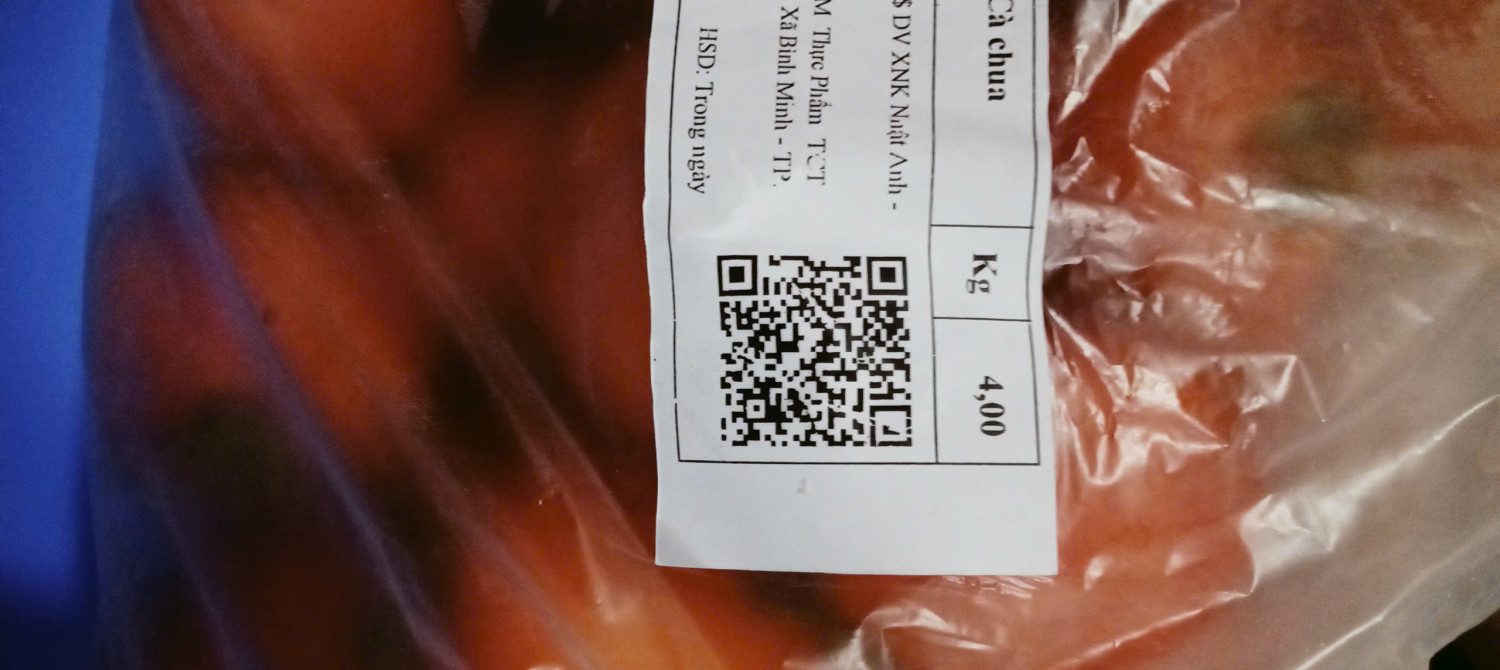 Cà chua Kg 4,00
DV XNK Nhật Anh -
M Thực Phẩm TCT
Xã Bình Minh - TP.
HSD: Trong ngày